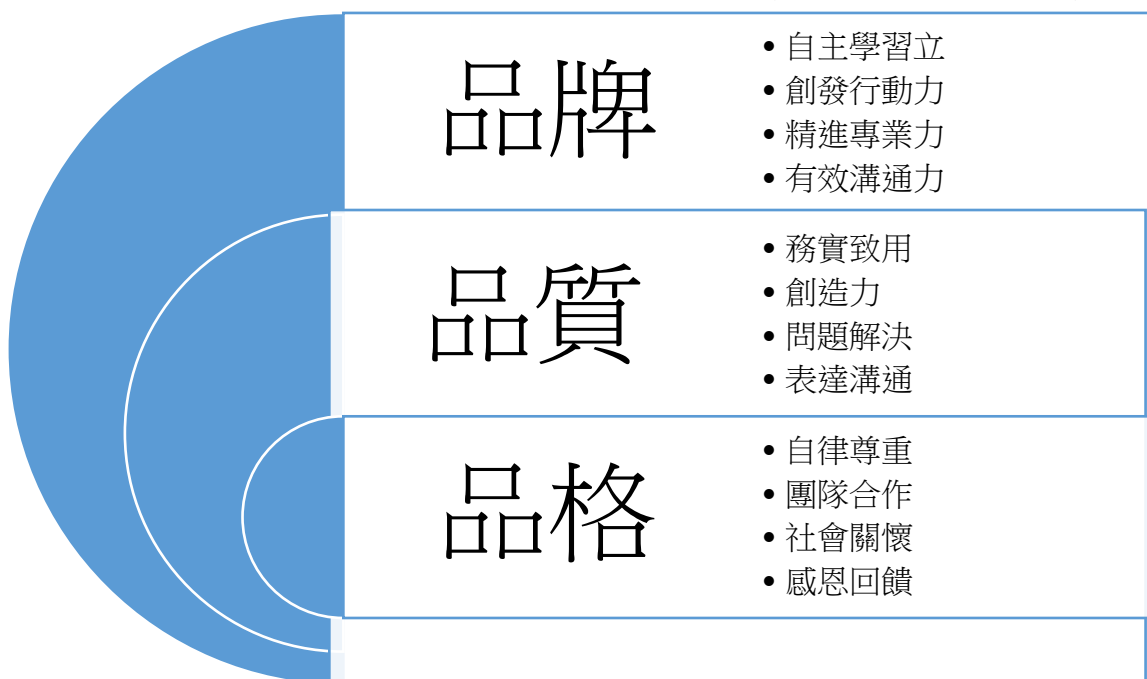 品牌
• 自主學習立
• 創發行動力
• 精進專業力
• 有效溝通力
品質
• 務實致用
• 創造力
• 問題解決
• 表達溝通
品格
• 自律尊重
• 團隊合作
• 社會關懷
• 感恩回饋